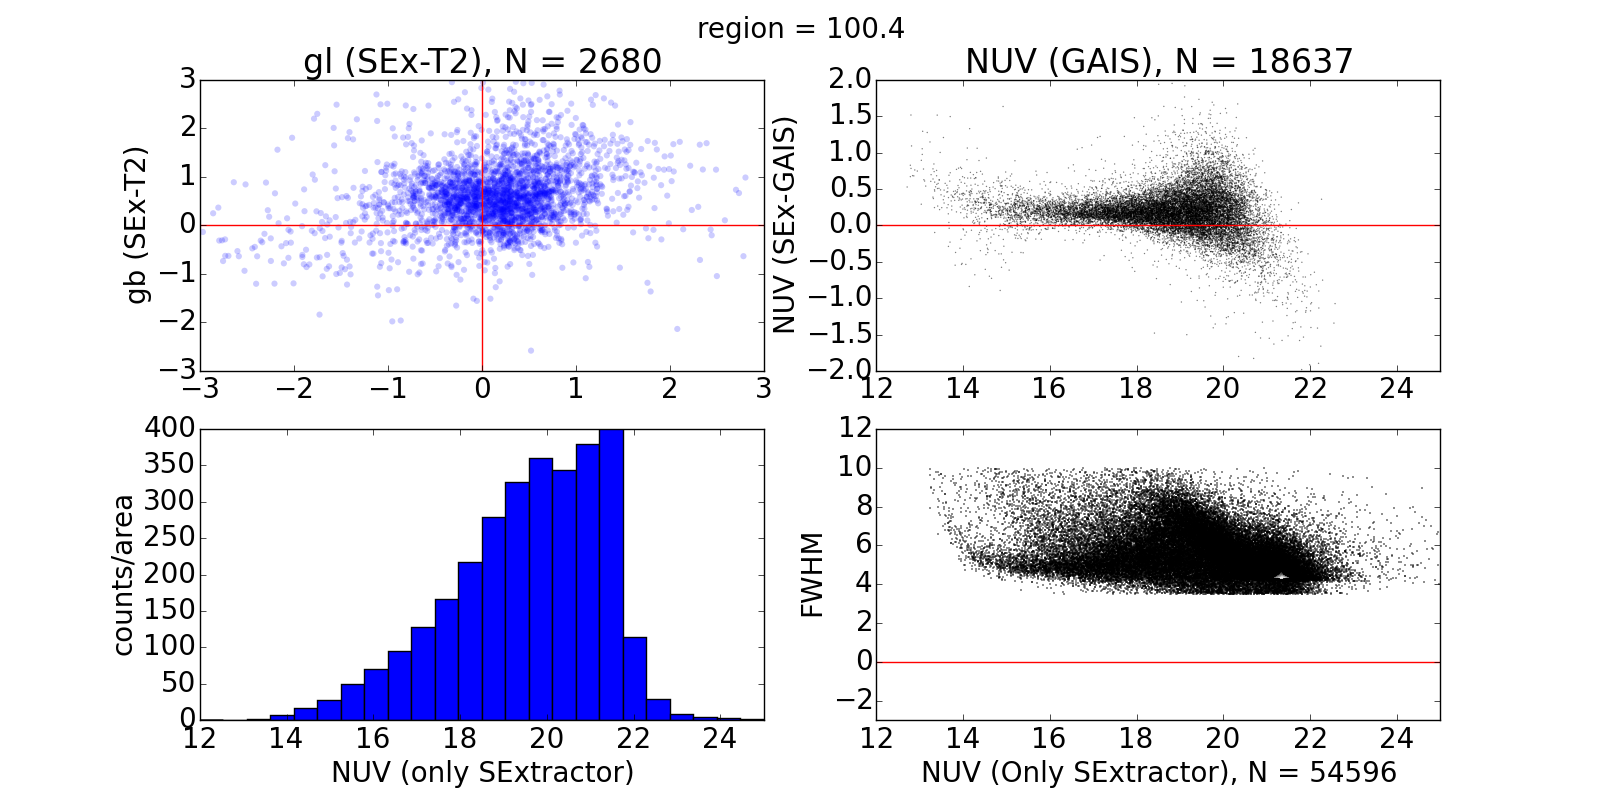 region = 100.4
gl (SEx-T2), N = 2680
NUV (GAIS), N = 18637
gb (SEx-T2)
3
2
1
0
−1
−2
−3
−3 −2 −1 0 1 2 3
NUV (SEx-GAIS)
2.0
1.5
1.0
0.5
0.0
−0.5
−1.0
−1.5
−2.0
12 14 16 18 20 22 24
counts/area
400
350
300
250
200
150
100
50
0
12 14 16 18 20 22 24
NUV (only SExtractor)
FWHM
12
10
8
6
4
2
0
−2
12 14 16 18 20 22 24
NUV (Only SExtractor), N = 54596